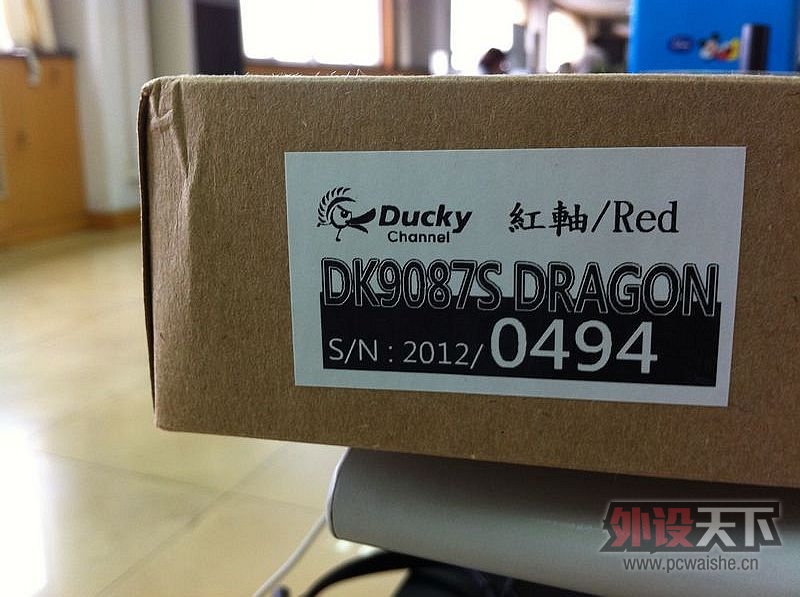 Ducky
Channel
紅軸/Red
DK9087S DRAGON
S/N : 2012/0494
外设天下
www.pcwaishe.cn